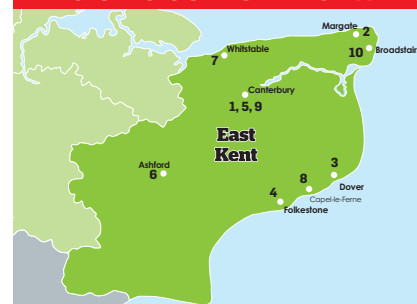 Margate
2
Whitstable
7
10
Broadstair
Canterbury
1, 5, 9
East
Kent
Ashford
6
3
8
Dover
4
Capel-le-Ferne
Folkestone